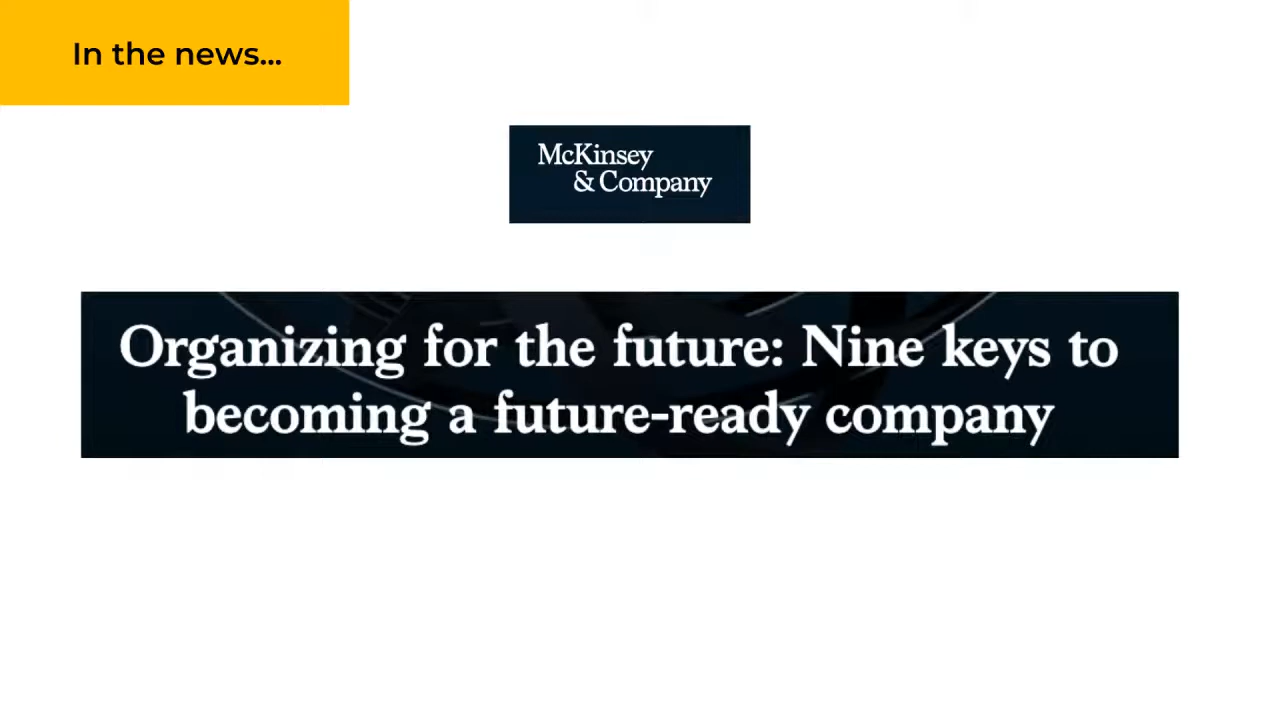 In the news...
McKinsey
& Company
Organizing for the future: Nine keys to
becoming a future-ready company